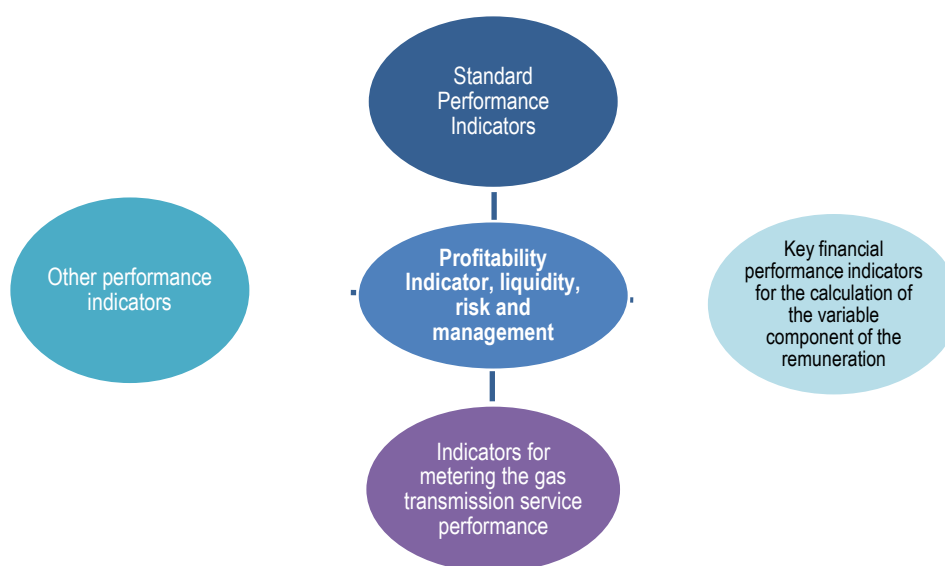 Standard
Performance
Indicators
Other performance
indicators
Profitability
Indicator, liquidity,
risk and
management
Key financial
performance indicators
for the calculation of
the variable
component of the
remuneration
Indicators for
metering the gas
transmission service
performance